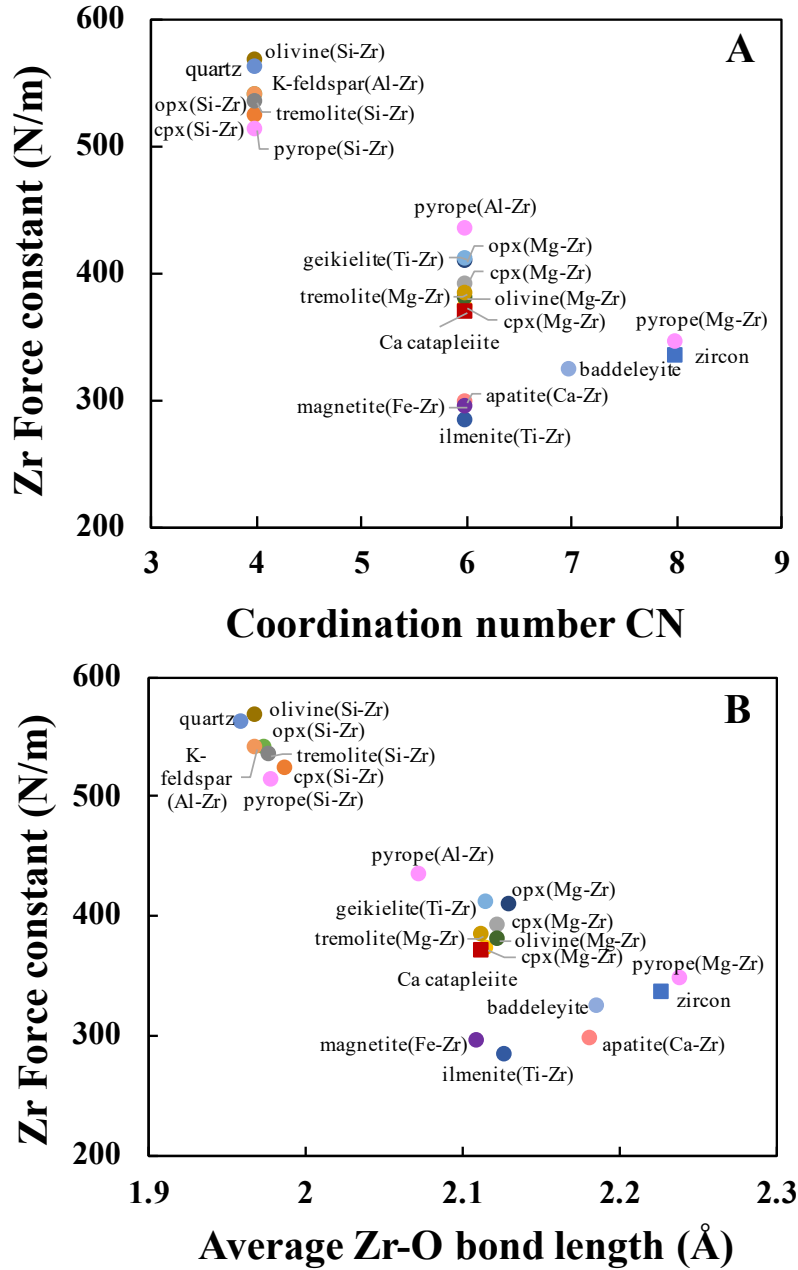 A
Zr Force constant (N/m)
600
500
400
300
200
olivine(Si-Zr)
quartz
K-feldspar(Al-Zr)
opx(Si-Zr)
tremolite(Si-Zr)
cpx(Si-Zr)
pyrope(Si-Zr)
pyrope(Al-Zr)
opx(Mg-Zr)
geikielite(Ti-Zr)
cpx(Mg-Zr)
tremolite(Mg-Zr)
olivine(Mg-Zr)
cpx(Mg-Zr)
pyrope(Mg-Zr)
Ca catapleiite
zircon
baddeleyite
apatite(Ca-Zr)
magnetite(Fe-Zr)
ilmenite(Ti-Zr)
3 4 5 6 7 8 9
Coordination number CN
B
Zr Force constant (N/m)
600
500
400
300
200
olivine(Si-Zr)
quartz
opx(Si-Zr)
K-
feldspar
(Al-Zr)
tremolite(Si-Zr)
cpx(Si-Zr)
pyrope(Si-Zr)
pyrope(Al-Zr)
opx(Mg-Zr)
geikielite(Ti-Zr)
cpx(Mg-Zr)
tremolite(Mg-Zr)
olivine(Mg-Zr)
cpx(Mg-Zr)
pyrope(Mg-Zr)
Ca catapleiite
zircon
baddeleyite
magnetite(Fe-Zr)
apatite(Ca-Zr)
ilmenite(Ti-Zr)
1.9 2 2.1 2.2 2.3
Average Zr-O bond length (Å)